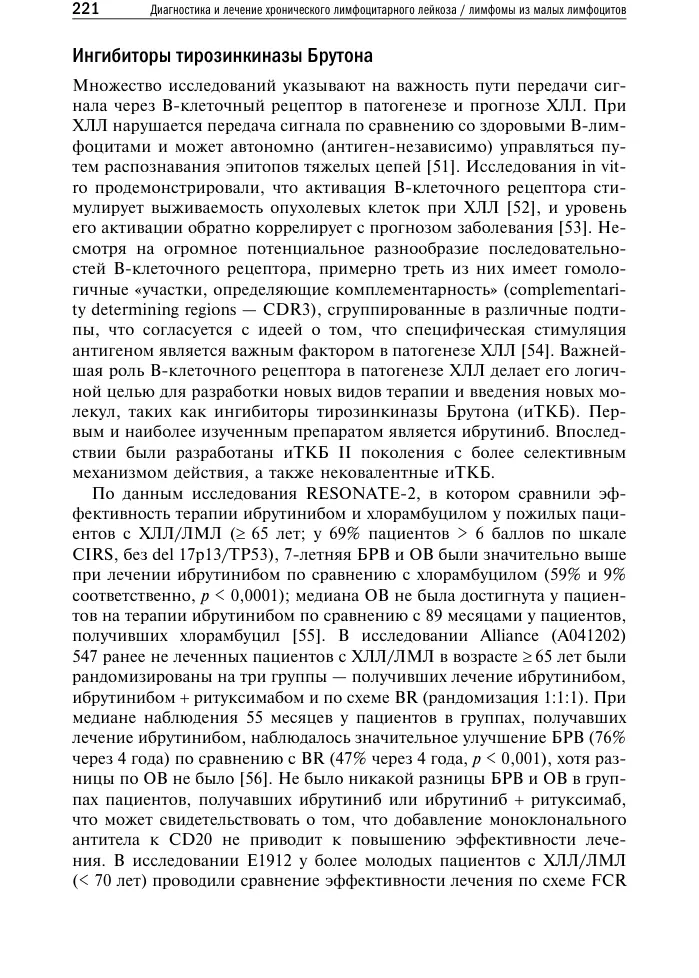 221
Диагностика и лечение хронического лимфоцитарного лейкоза / лимфомы из малых лимфоцитов
Ингибиторы тирозинкиназы Брутона
Множество исследований указывают на важность пути передачи сиг-
нала через В-клеточный рецептор в патогенезе и прогнозе ХЛЛ. При
ХЛЛ нарушается передача сигнала по сравнению со здоровыми В-лим-
фоцитами и может автономно (антиген-независимо) управляться пу-
тем распознавания эпитопов тяжелых цепей [51]. Исследования in vit-
ro продемонстрировали, что активация В-клеточного рецептора сти-
мулирует выживаемость опухолевых клеток при ХЛЛ [52], и уровень
его активации обратно коррелирует с прогнозом заболевания [53]. Не-
смотря на огромное потенциальное разнообразие последовательно-
стей В-клеточного рецептора, примерно треть из них имеет гомоло-
гичные «участки, определяющие комплементарность» (complementari-
ty determining regions — CDR3), сгруппированные в различные подти-
пы, что согласуется с идеей о том, что специфическая стимуляция
антигеном является важным фактором в патогенезе ХЛЛ [54]. Важней-
шая роль В-клеточного рецептора в патогенезе ХЛЛ делает его логич-
ной целью для разработки новых видов терапии и введения новых мо-
лекул, таких как ингибиторы тирозинкиназы Брутона (иТКБ). Пер-
вым и наиболее изученным препаратом является ибрутиниб. Впослед-
ствии были разработаны иТКБ II поколения с более селективным
механизмом действия, а также нековалентные иТКБ.
По данным исследования RESONATE-2, в котором сравнили эф-
фективность терапии ибрутинибом и хлорамбуцилом у пожилых паци-
ентов с ХЛЛ/ЛМЛ (≥ 65 лет; у 69% пациентов > 6 баллов по шкале
CIRS, без del 17p13/TP53), 7-летняя БРВ и ОВ были значительно выше
при лечении ибрутинибом по сравнению с хлорамбуцилом (59% и 9%
соответственно, p < 0,0001); медиана ОВ не была достигнута у пациен-
тов на терапии ибрутинибом по сравнению с 89 месяцами у пациентов,
получивших хлорамбуцил [55]. В исследовании Alliance (A041202)
547 ранее не леченных пациентов с ХЛЛ/ЛМЛ в возрасте ≥ 65 лет были
рандомизированы на три группы — получивших лечение ибрутинибом,
ибрутинибом + ритуксимабом и по схеме BR (рандомизация 1:1:1). При
медиане наблюдения 55 месяцев у пациентов в группах, получавших
лечение ибрутинибом, наблюдалось значительное улучшение БРВ (76%
через 4 года) по сравнению с BR (47% через 4 года, p < 0,001), хотя раз-
ницы по ОВ не было [56]. Не было никакой разницы БРВ и ОВ в груп-
пах пациентов, получавших ибрутиниб или ибрутиниб + ритуксимаб,
что может свидетельствовать о том, что добавление моноклонального
антитела к CD20 не приводит к повышению эффективности лече-
ния. В исследовании E1912 у более молодых пациентов с ХЛЛ/ЛМЛ
(< 70 лет) проводили сравнение эффективности лечения по схеме FCR